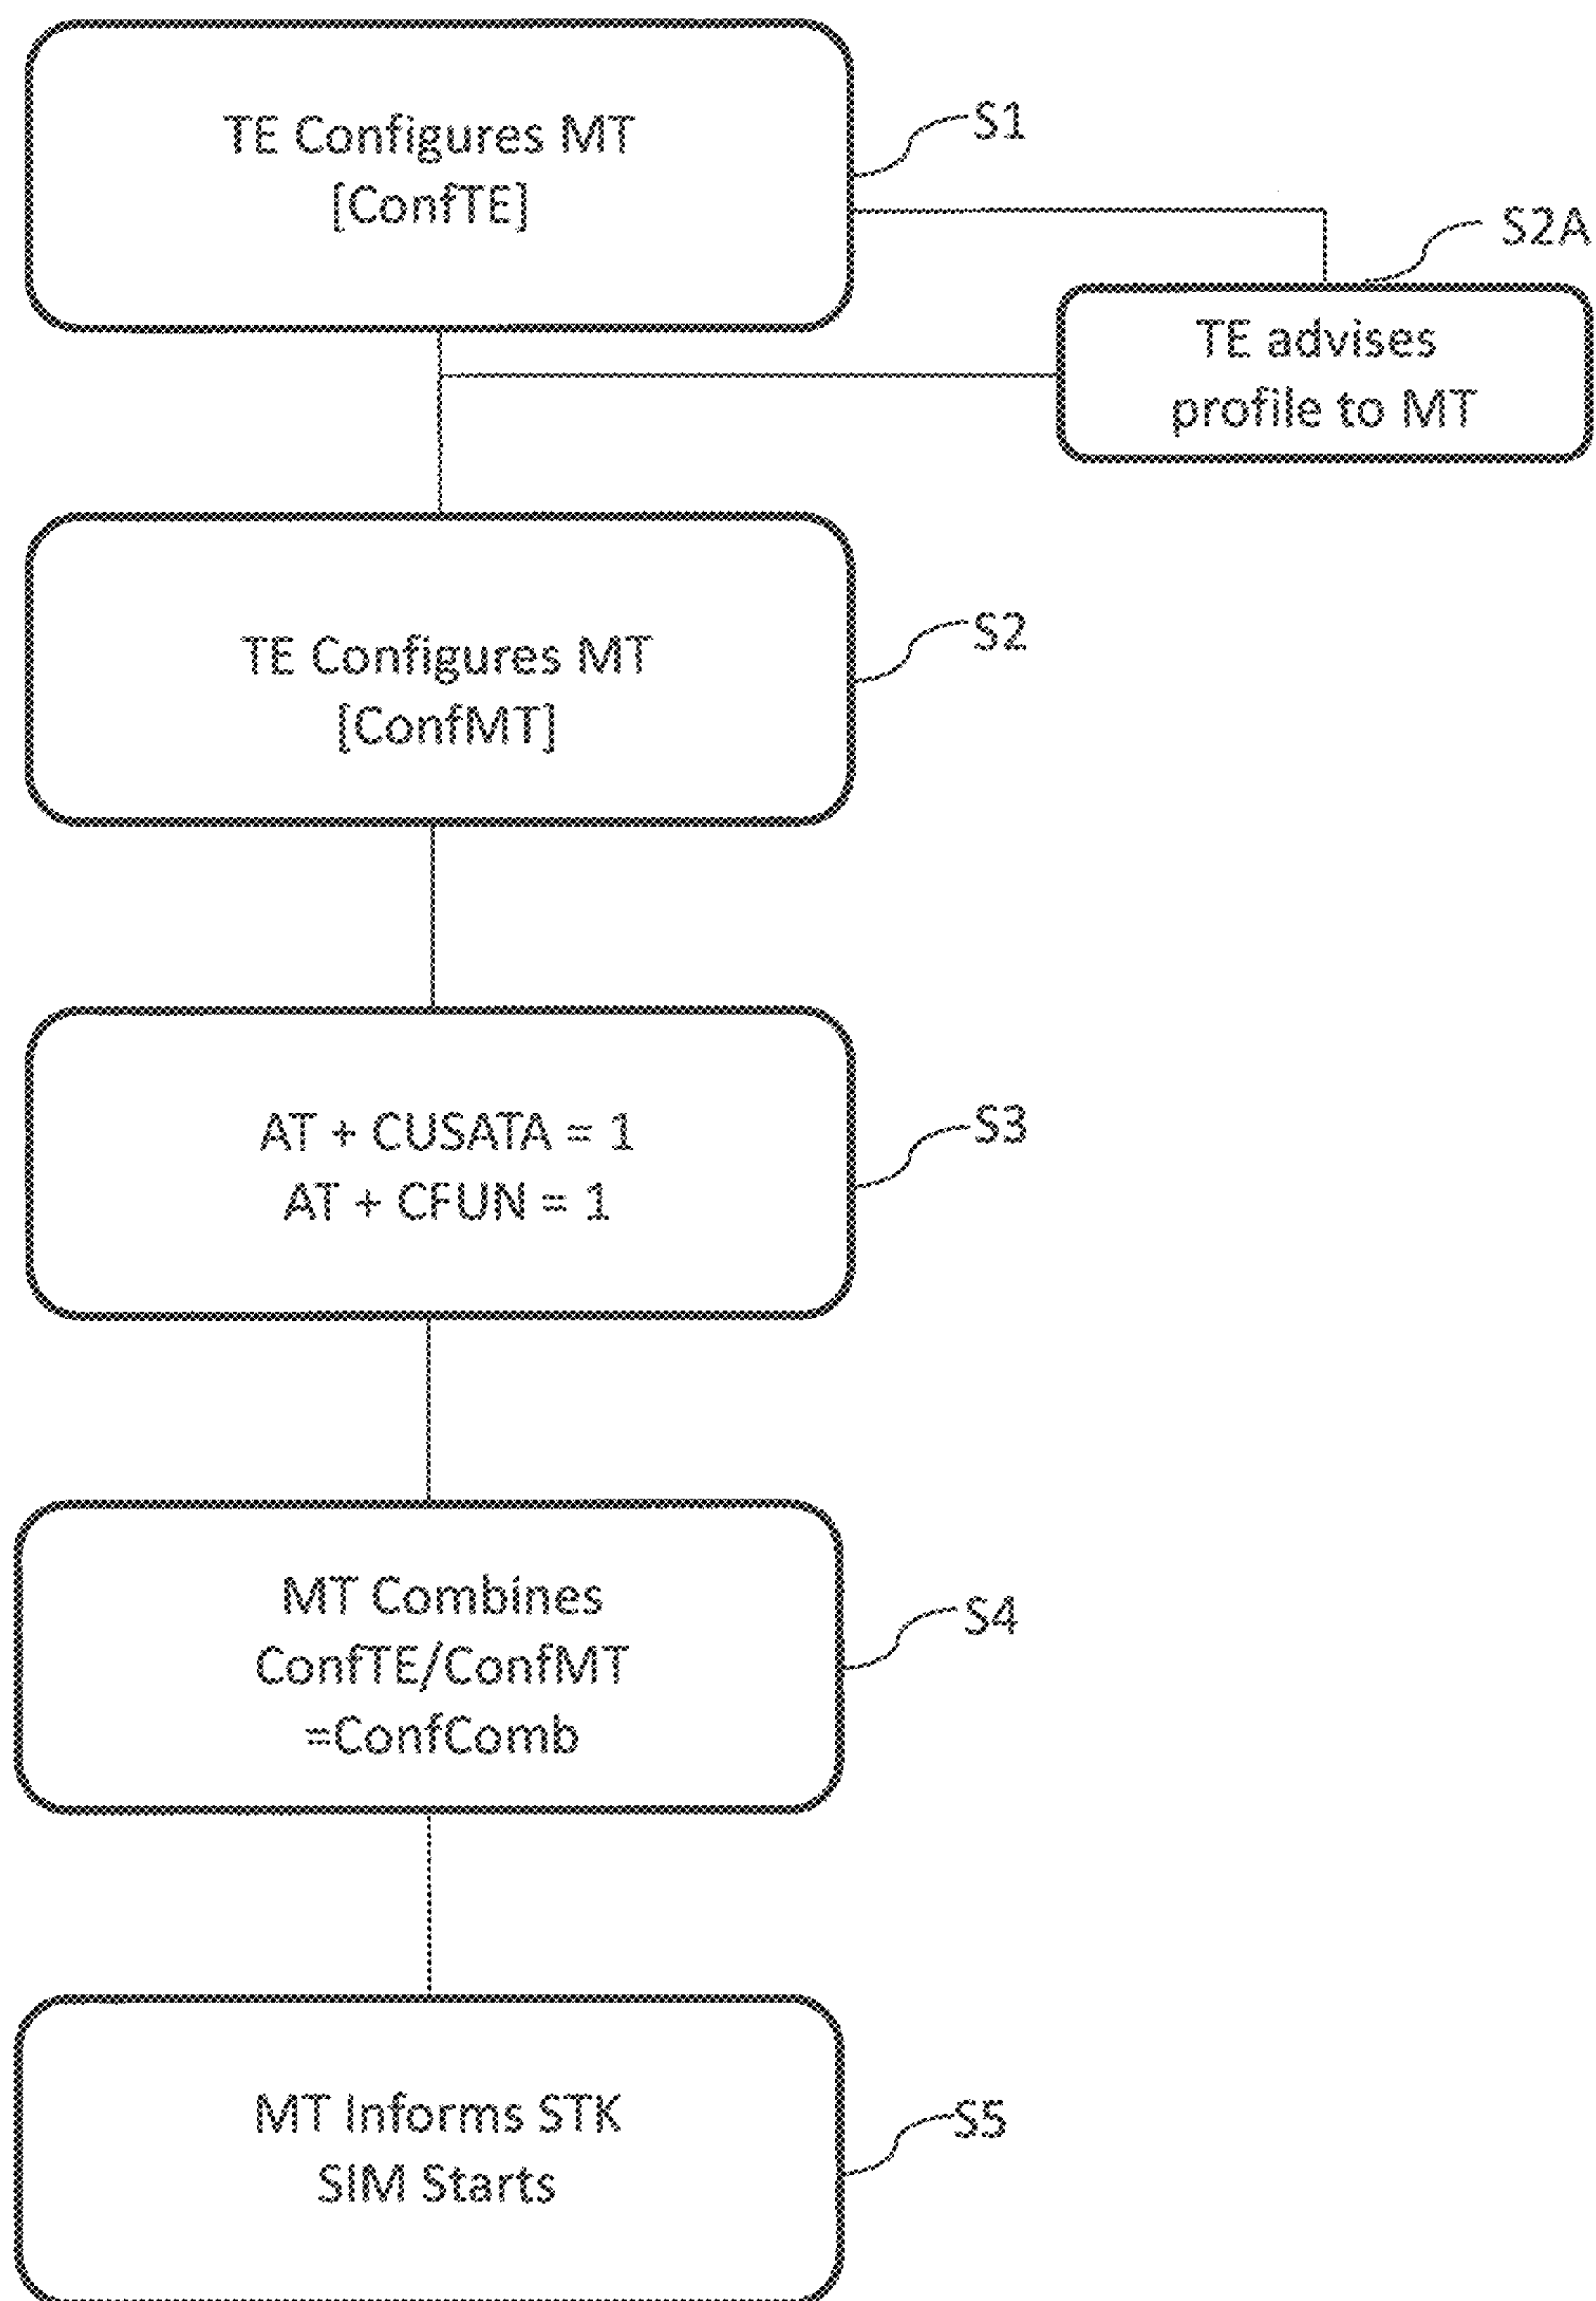 TE Configures MT
[ConfTE]
S1
S2A
TE advises
profile to MT
TE Configures MT
[ConfMT]
S2
AT + CUSATA = 1
AT + CFUN = 1
S3
MT Combines
ConfTE/ConfMT
=ConfComb
S4
MT Informs STK
SIM Starts
S5